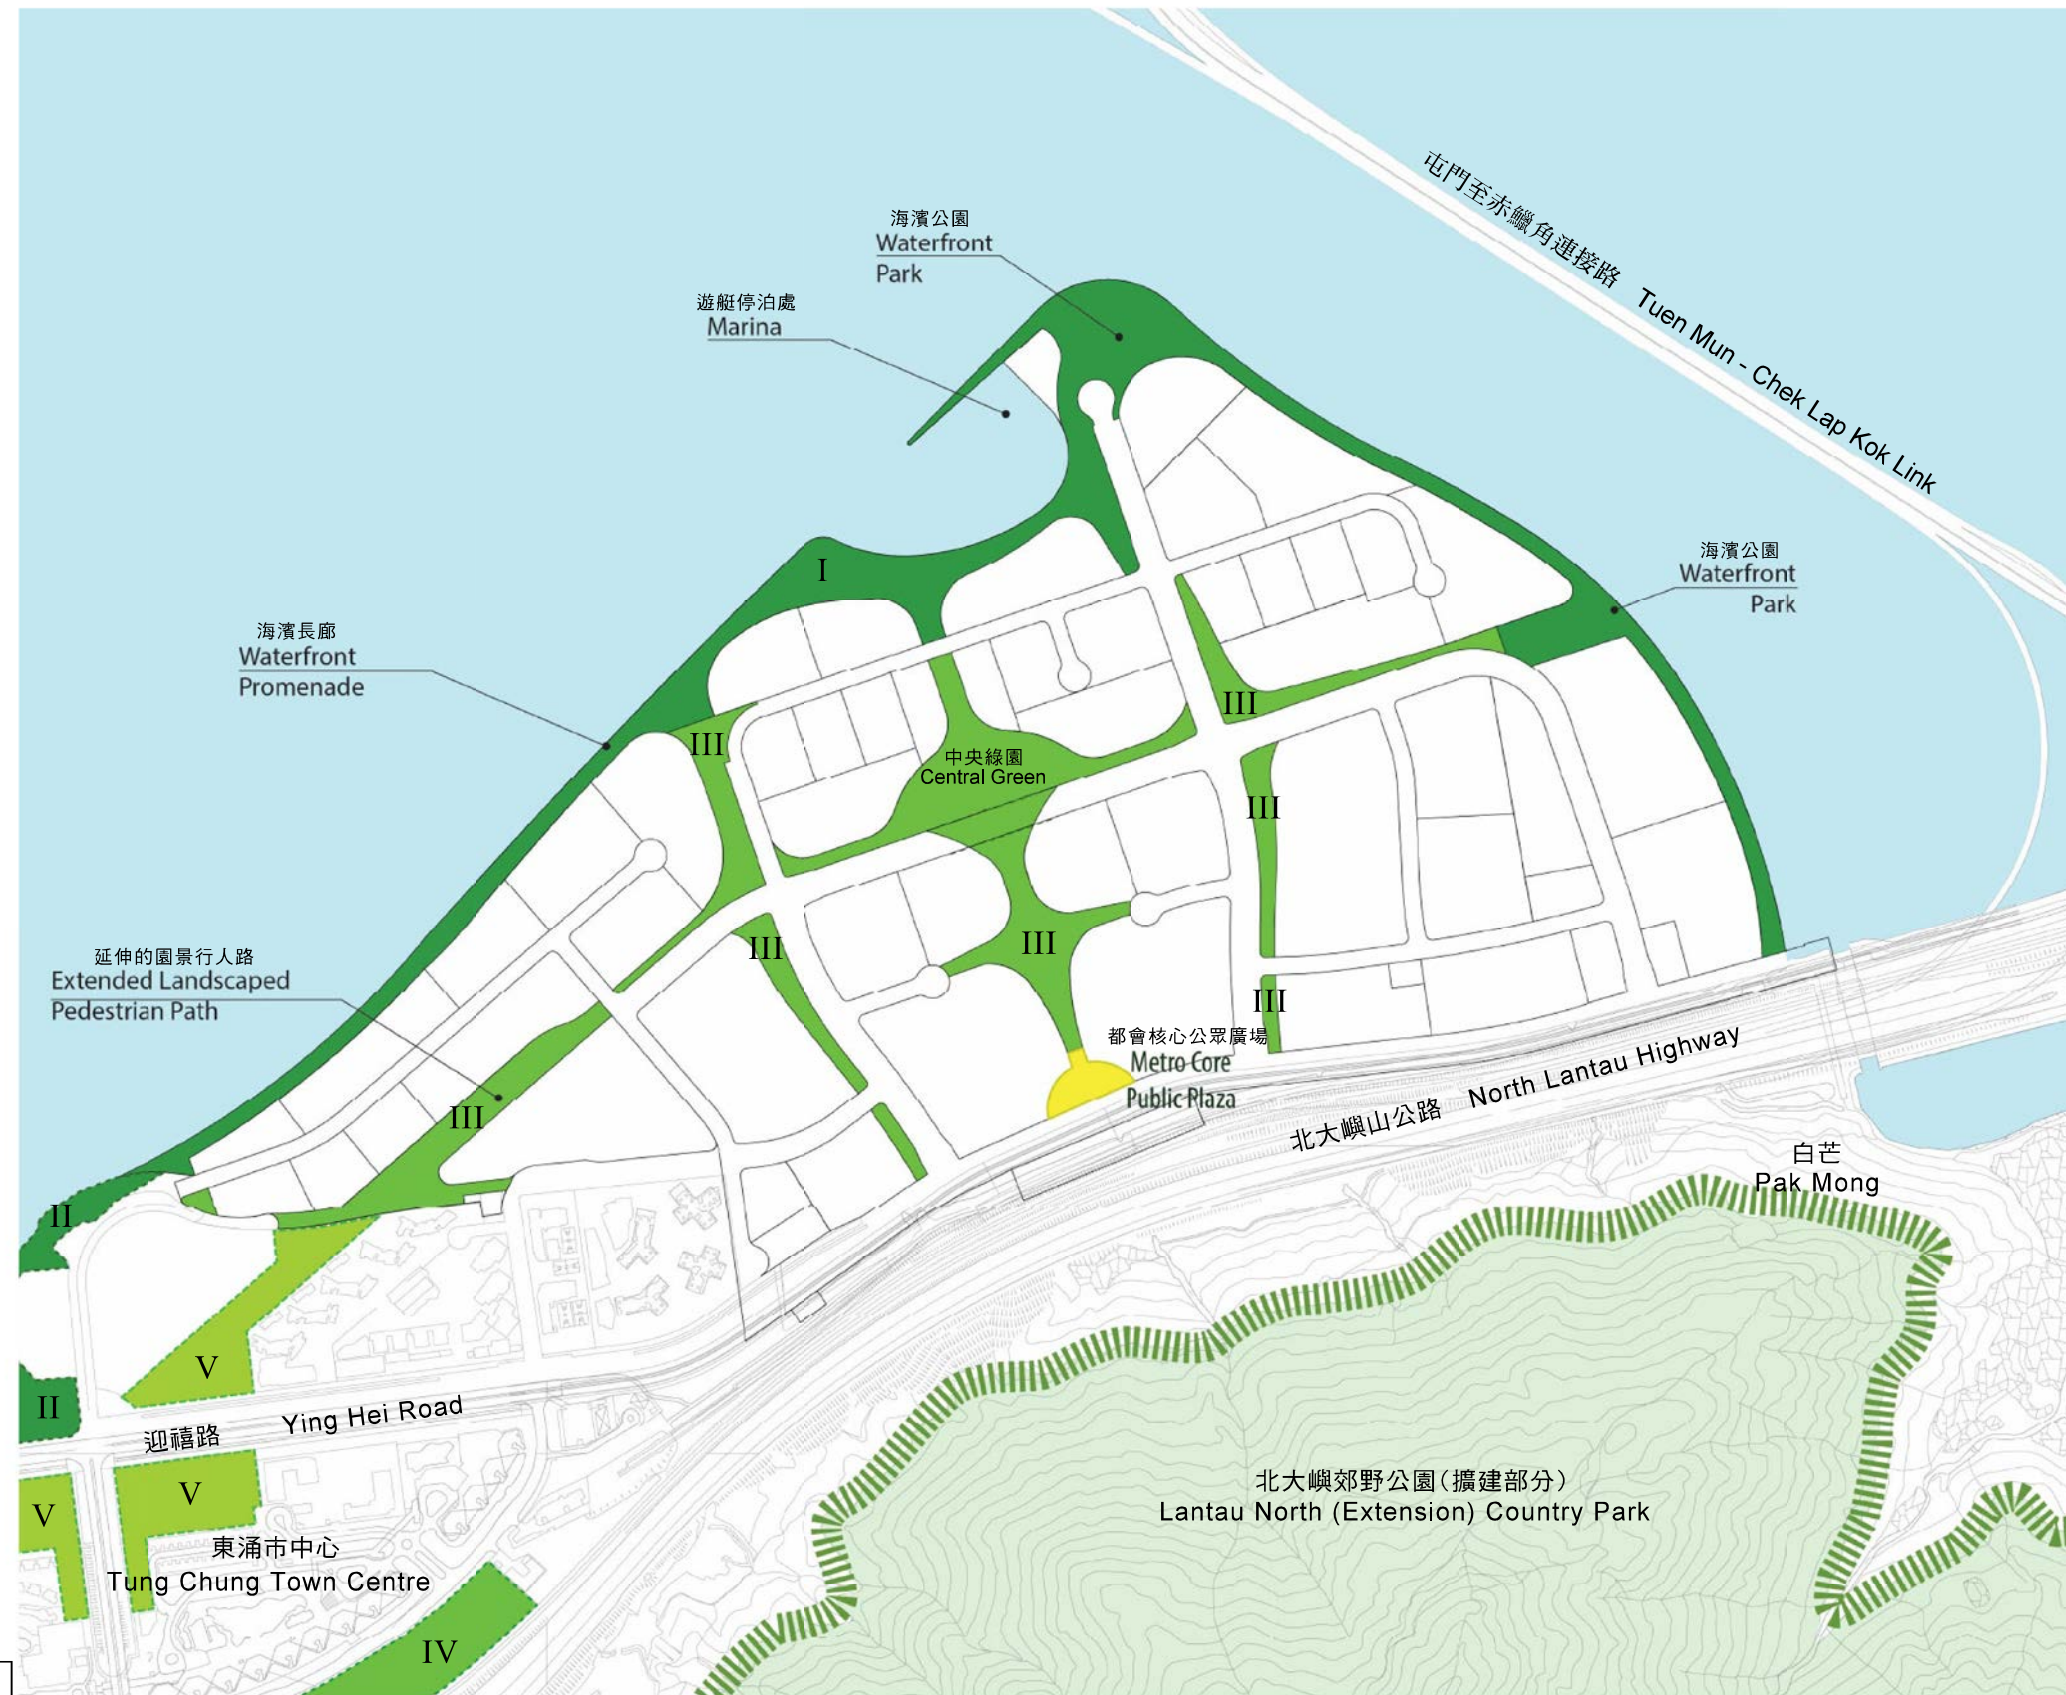 屯門至赤鱲角連接路 Tuen Mun - Chek Lap Kok Link
海濱公園
Waterfront
Park
遊艇停泊處
Marina
海濱公園
Waterfront
Park
I
海濱長廊
Waterfront
Promenade
III
III
中央綠園
Central Green
III
III
III
延伸的園景行人路
Extended Landscaped
Pedestrian Path
III
都會核心公眾廣場
Metro Core
Public Plaza
北大嶼山公路 North Lantau Highway
III
白芒
Pak Mong
II
V
II
迎禧路 Ying Hei Road
V
V
北大嶼郊野公園(擴建部分)
Lantau North (Extension) Country Park
東涌市中心
Tung Chung Town Centre
IV